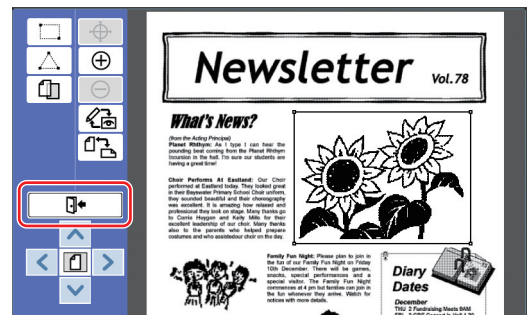 Newsletter
Vol. 78
What's News?
(from the Acting Principal)
Planet Rhthym: As I type I can hear the
pounding beat coming from the Planet Rhthym
Incursion in the hall. I'm sure our students are
having a great time!
Choir Performs At Eastland: Our Choir
performed at Eastland today. They looked great
in their Bayswater Primary School Choir uniform,
they sounded beautiful and their choreography
was excellent. It is amazing how relaxed and
professional they look on stage. Many thanks go
to Corrie Heygen and Kelly Mills for their
excellent leadership of our choir. Many thanks
also to the parents who helped prepare
costumes and who assistedour choir on the day.
Family Fun Night: Please plan to join in
the fun of our Family Fun Night on Friday
10th December. There will be games,
snacks, special performances and a
special visitor. The Family Fun Night
commences at 4 pm but families can join in
the fun whenever they arrive. Watch for
notices with more details.
Diary
Dates
December
THU 2 Fundraising Meets 9AM